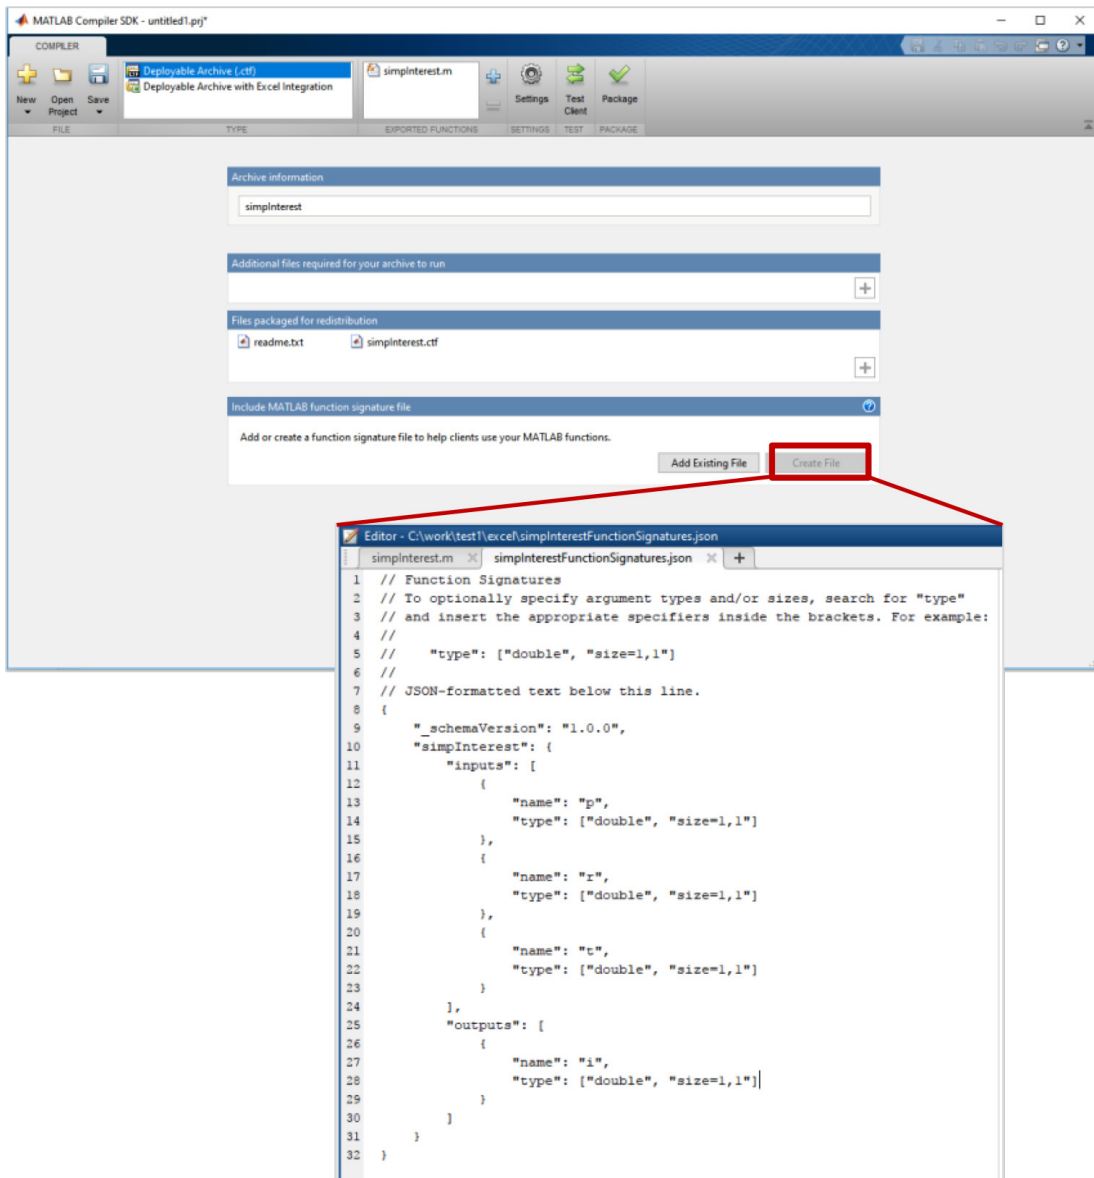 MATLAB Compiler SDK - untitled1.prj*
COMPILER
New
Open Project
Save
FILE
Deployable Archive (.ctf)
Deployable Archive with Excel Integration
TYPE
simpInterest.m
EXPORTED FUNCTIONS
Settings
SETTINGS
Test Client
TEST
Package
PACKAGE
Archive information
simpInterest
Additional files required for your archive to run
Files packaged for redistribution
readme.txt
simpInterest.ctf
Include MATLAB function signature file
Add or create a function signature file to help clients use your MATLAB functions.
Add Existing File
Create File
Editor - C:\work\test1\excel\simpInterestFunctionSignatures.json
simpInterest.m
simpInterestFunctionSignatures.json
1 // Function Signatures
2 // To optionally specify argument types and/or sizes, search for "type"
3 // and insert the appropriate specifiers inside the brackets. For example:
4 //
5 //    "type": ["double", "size=1,1"]
6 //
7 // JSON-formatted text below this line.
8 {
9     "_schemaVersion": "1.0.0",
10     "simpInterest": {
11         "inputs": [
12             {
13                 "name": "p",
14                 "type": ["double", "size=1,1"]
15             },
16             {
17                 "name": "r",
18                 "type": ["double", "size=1,1"]
19             },
20             {
21                 "name": "t",
22                 "type": ["double", "size=1,1"]
23             }
24         ],
25         "outputs": [
26             {
27                 "name": "i",
28                 "type": ["double", "size=1,1"]
29             }
30         ]
31     }
32 }